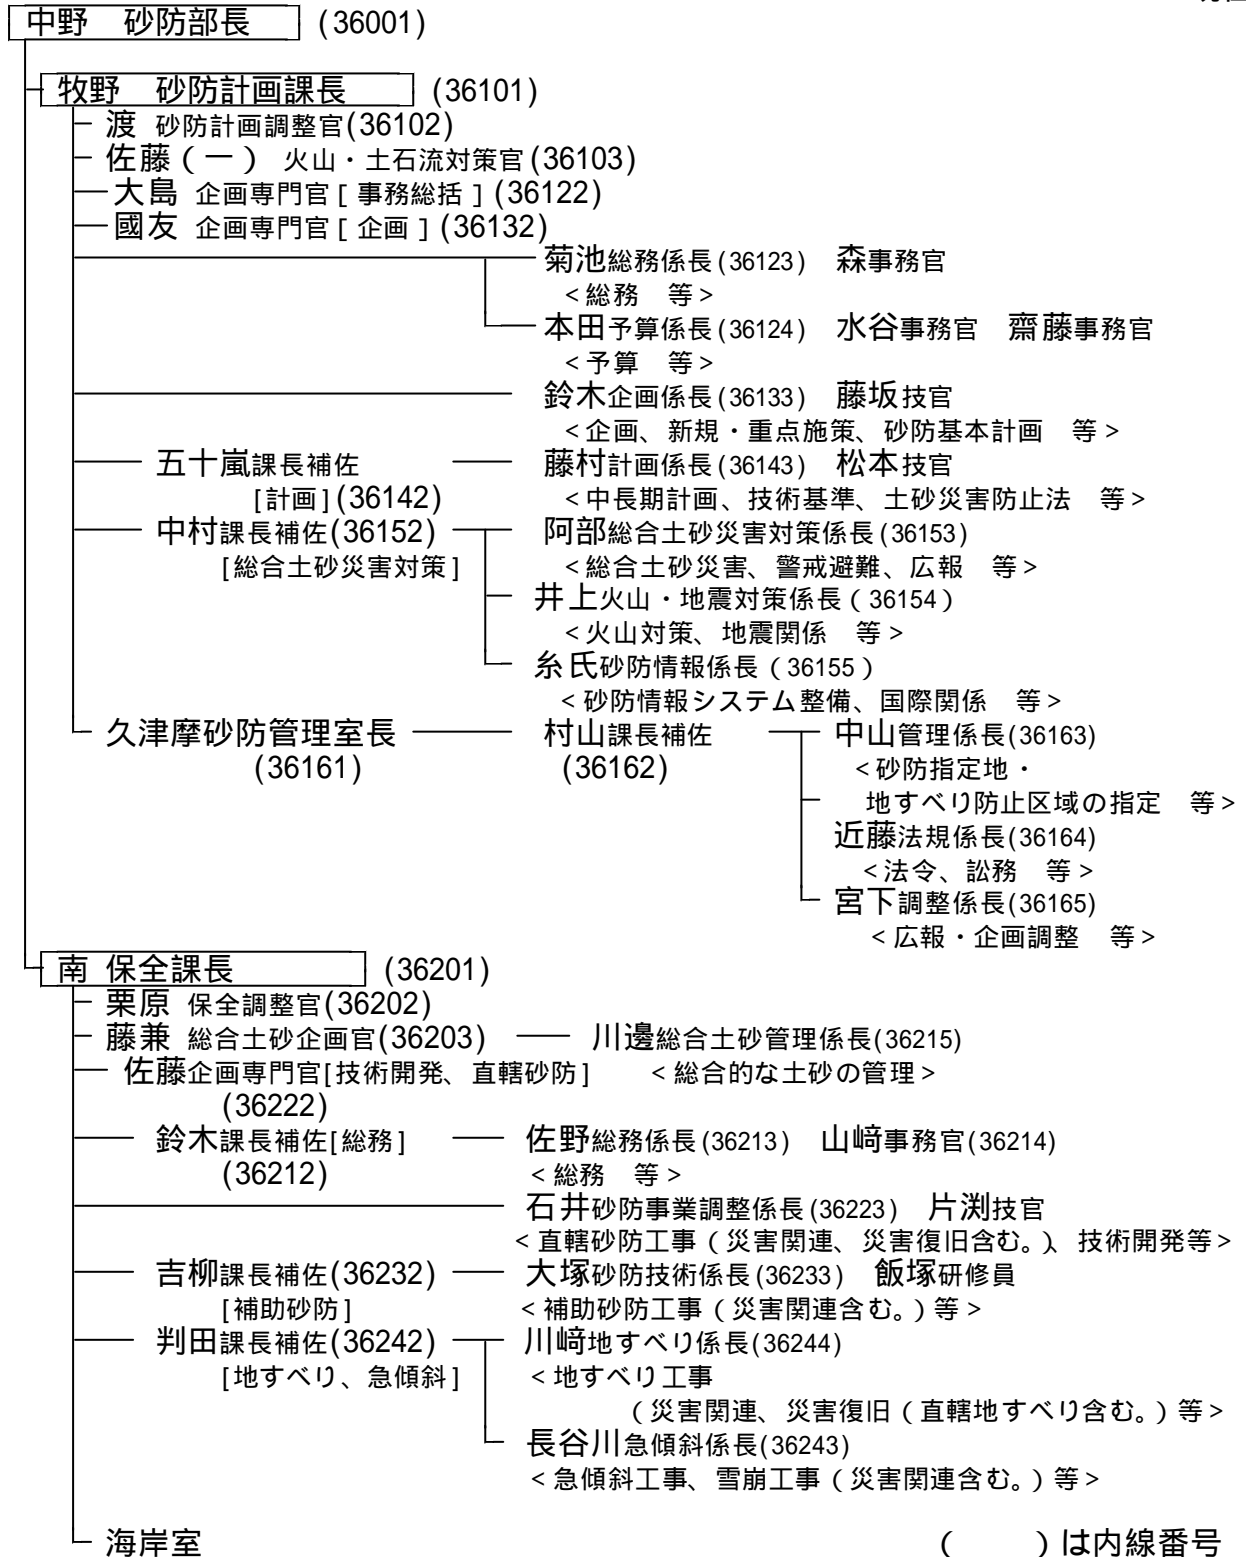 中野　砂防部長 (36001)
牧野　砂防計画課長 (36101)
渡 砂防計画調整官(36102)
佐藤(一) 火山・土石流対策官(36103)
大島 企画専門官[事務総括](36122)
國友 企画専門官[企画](36132)
菊池総務係長(36123)　森事務官
<総務　等>
本田予算係長(36124)　水谷事務官　齋藤事務官
<予算　等>
鈴木企画係長(36133)　藤坂技官
<企画、新規・重点施策、砂防基本計画　等>
五十嵐課長補佐　藤村計画係長(36143)　松本技官
[計画](36142)　<中長期計画、技術基準、土砂災害防止法　等>
中村課長補佐(36152)　阿部総合土砂災害対策係長(36153)
[総合土砂災害対策]　<総合土砂災害、警戒避難、広報　等>
井上火山・地震対策係長(36154)
<火山対策、地震関係　等>
糸氏砂防情報係長(36155)
<砂防情報システム整備、国際関係　等>
久津摩砂防管理室長　村山課長補佐　中山管理係長(36163)
(36161)　(36162)　<砂防指定地・
地すべり防止区域の指定　等>
近藤法規係長(36164)
<法令、訟務　等>
宮下調整係長(36165)
<広報・企画調整　等>
南 保全課長 (36201)
栗原 保全調整官(36202)
藤兼 総合土砂企画官(36203)　川邊総合土砂管理係長(36215)
佐藤企画専門官[技術開発、直轄砂防]　<総合的な土砂の管理>
(36222)
鈴木課長補佐[総務]　佐野総務係長(36213)　山﨑事務官(36214)
(36212)　<総務　等>
石井砂防事業調整係長(36223)　片渕技官
<直轄砂防工事(災害関連、災害復旧含む。)、技術開発等>
吉柳課長補佐(36232)　大塚砂防技術係長(36233)　飯塚研修員
[補助砂防]　<補助砂防工事(災害関連含む。)等>
判田課長補佐(36242)　川﨑地すべり係長(36244)
[地すべり、急傾斜]　<地すべり工事
(災害関連、災害復旧(直轄地すべり含む。)等>
長谷川急傾斜係長(36243)
<急傾斜工事、雪崩工事(災害関連含む。)等>
海岸室　(　　)は内線番号